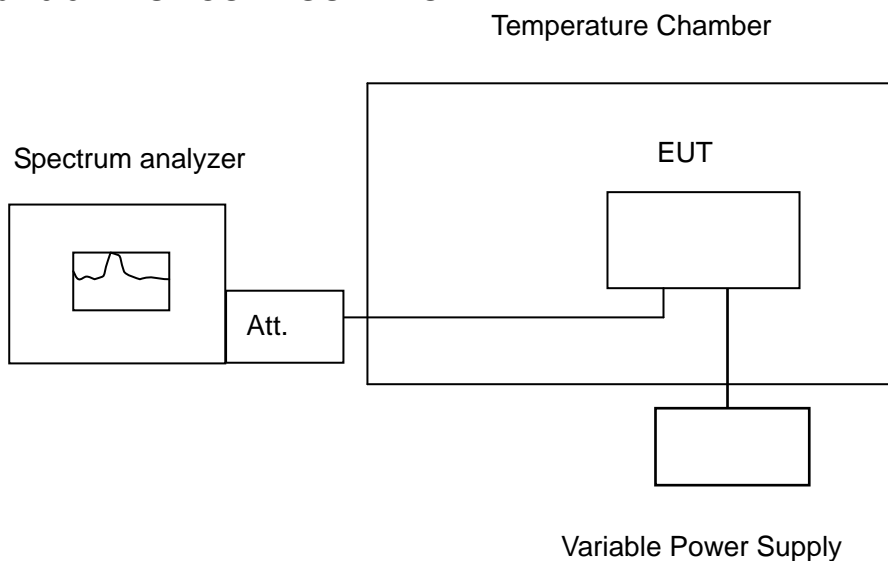 Temperature Chamber
Spectrum analyzer
EUT
Att.
Variable Power Supply